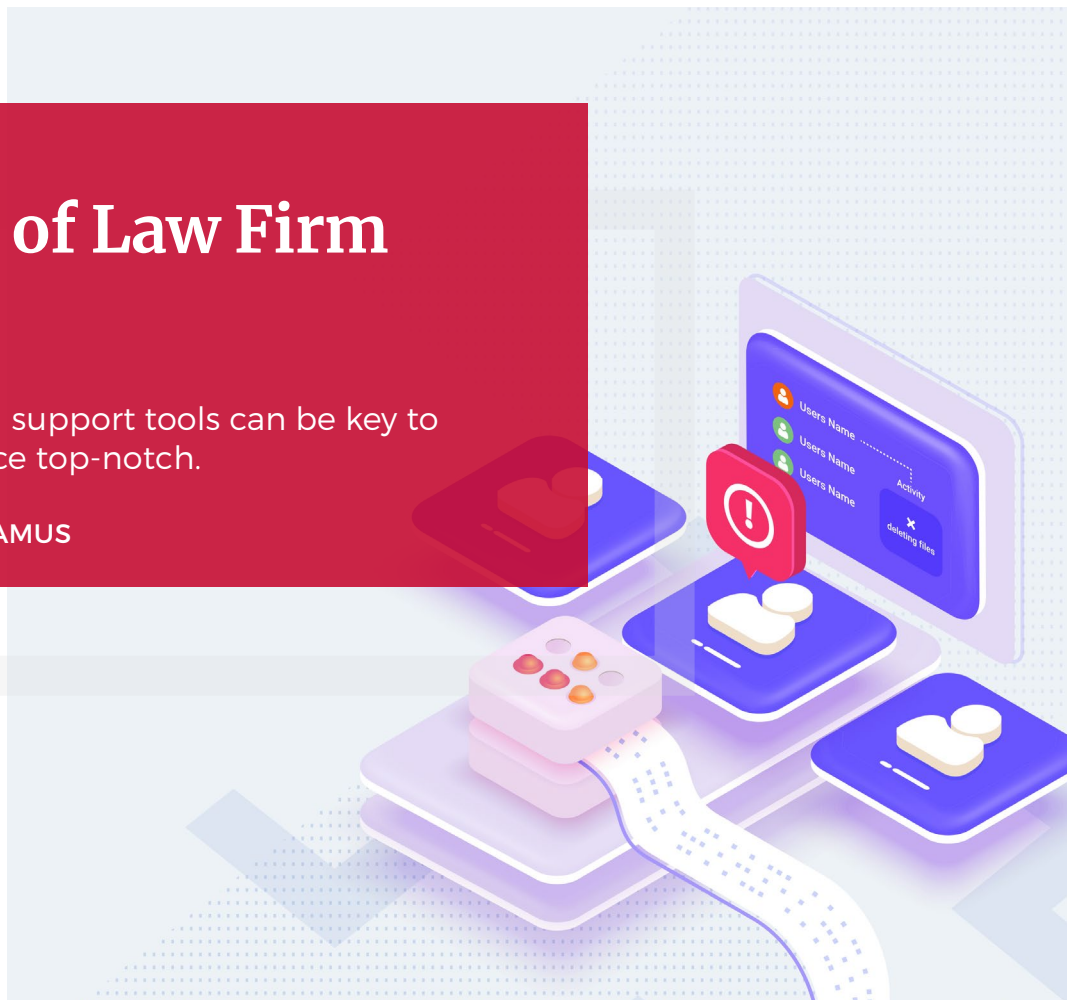 of Law Firm
support tools can be key to
ce top-notch.
AMUS
Users Name
Users Name
Users Name
Activity
deleting files